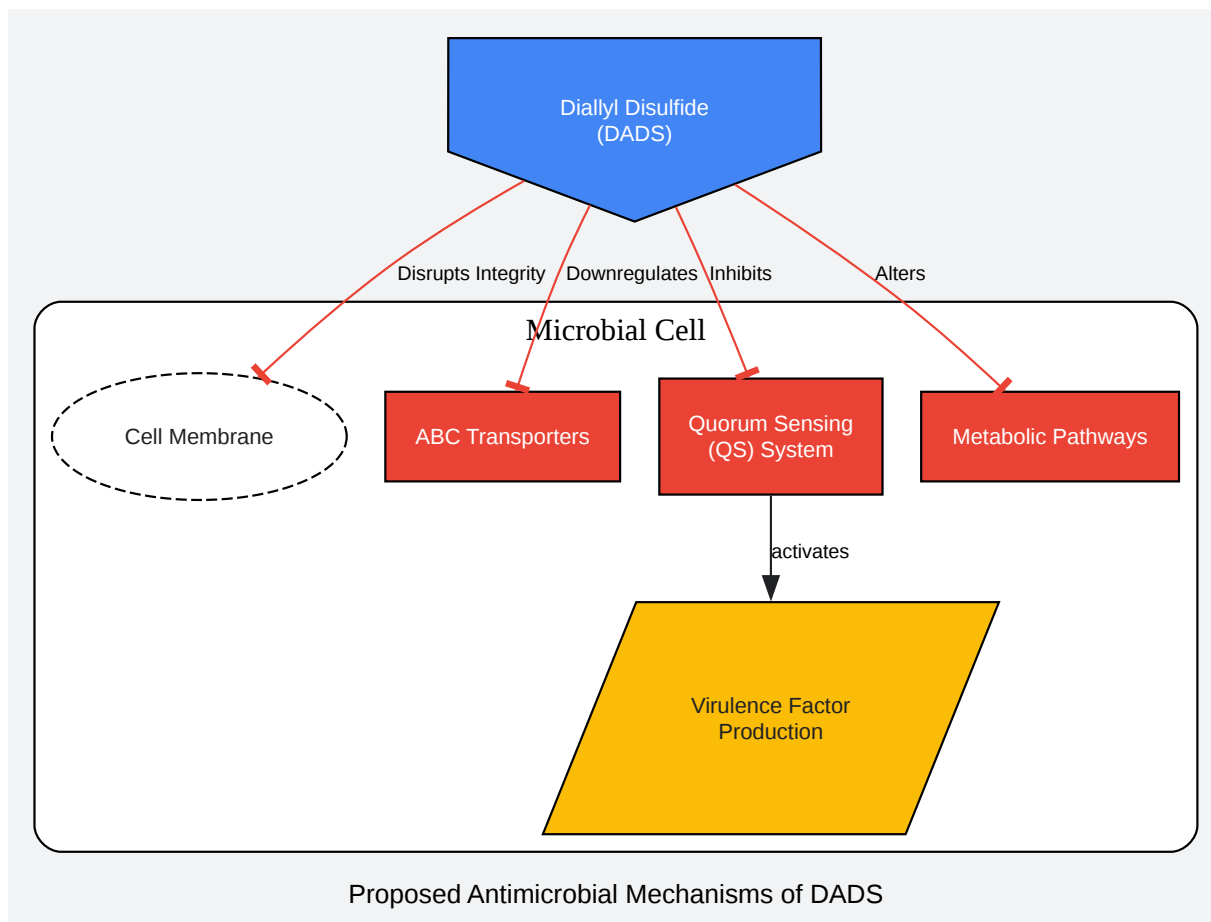 Diallyl Disulfide
(DADS)
Disrupts Integrity
Downregulates
Inhibits
Alters
Microbial Cell
Cell Membrane
ABC Transporters
Quorum Sensing
(QS) System
Metabolic Pathways
activates
Virulence Factor
Production
Proposed Antimicrobial Mechanisms of DADS